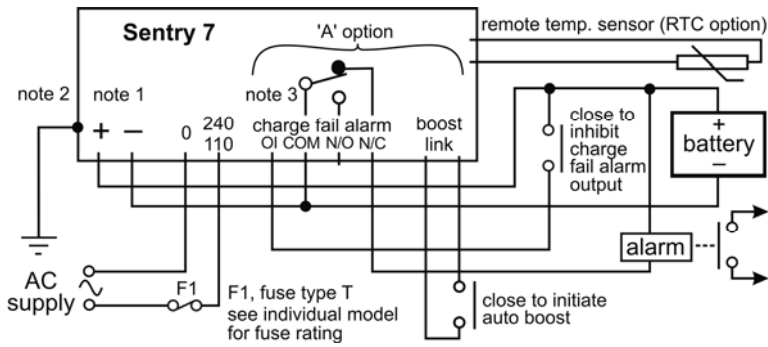 Sentry 7
'A' option
remote temp. sensor (RTC option)
note 2
note 1
note 3
+
−
0
240
110
charge fail alarm
OI COM N/O N/C
boost
link
close to
inhibit
charge
fail alarm
output
+
battery
−
alarm
AC
supply
F1
F1, fuse type T
see individual model
for fuse rating
close to initiate
auto boost